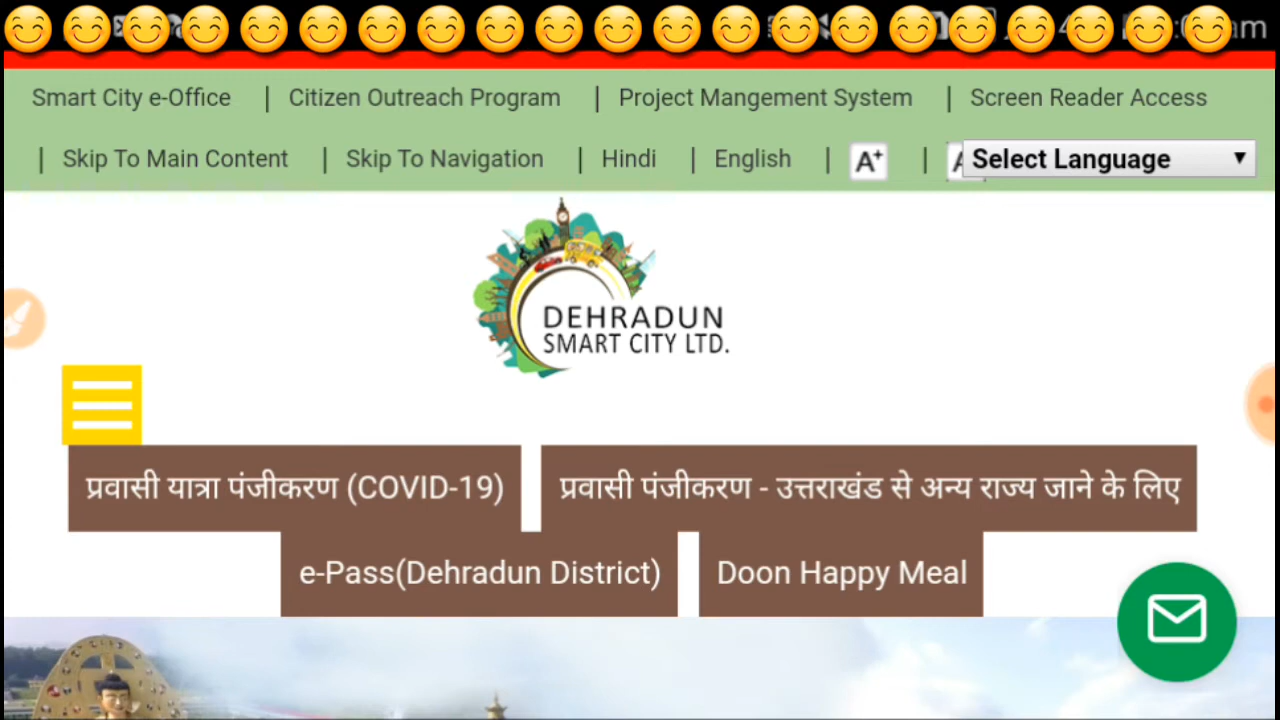 am
Smart City e-Office | Citizen Outreach Program | Project Mangement System | Screen Reader Access
| Skip To Main Content | Skip To Navigation | Hindi | English | A+ | Select Language
DEHRADUN
SMART CITY LTD.
प्रवासी यात्रा पंजीकरण (COVID-19) प्रवासी पंजीकरण - उत्तराखंड से अन्य राज्य जाने के लिए
e-Pass(Dehradun District) Doon Happy Meal